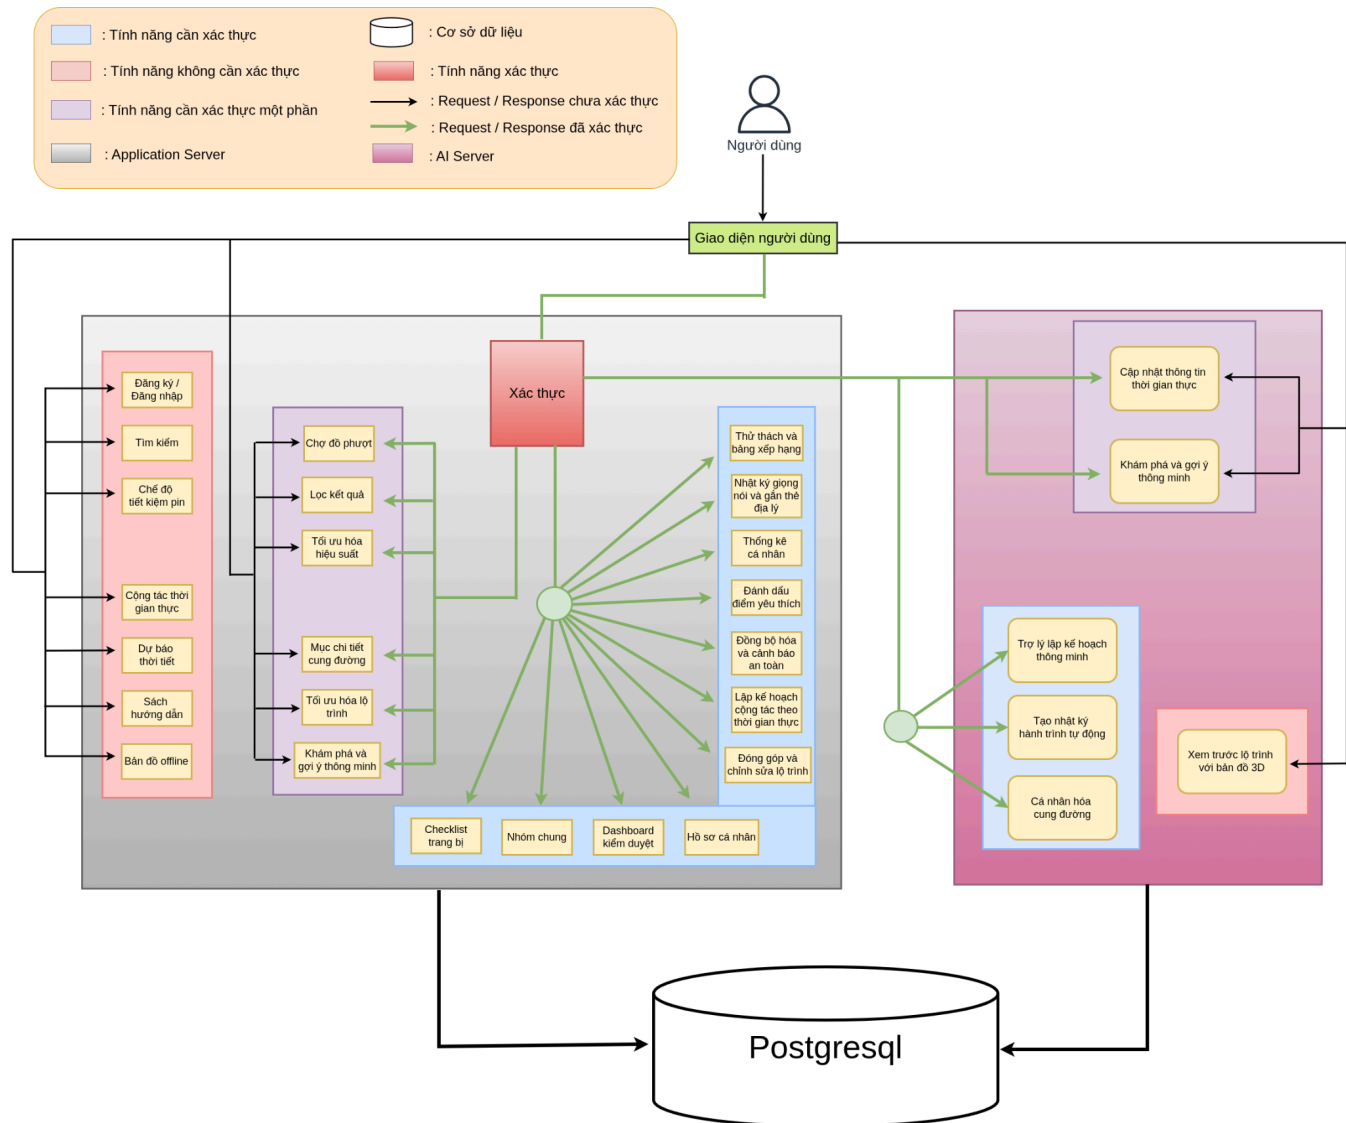 : Tính năng cần xác thực
: Tính năng không cần xác thực
: Tính năng cần xác thực một phần
: Application Server
: Cơ sở dữ liệu
: Tính năng xác thực
: Request / Response chưa xác thực
: Request / Response đã xác thực
: AI Server
Người dùng
Giao diện người dùng
Xác thực
Đăng ký /
Đăng nhập
Tìm kiếm
Chế độ
tiết kiệm pin
Cộng tác thời
gian thực
Dự báo
thời tiết
Sách
hướng dẫn
Bản đồ offline
Chợ đồ phượt
Lọc kết quả
Tối ưu hóa
hiệu suất
Mục chi tiết
cung đường
Tối ưu hóa lộ
trình
Khám phá và
gợi ý thông minh
Thử thách và
bảng xếp hạng
Nhật ký giọng
nói và gắn thẻ
địa lý
Thống kê
cá nhân
Đánh dấu
điểm yêu thích
Đồng bộ hóa
và cảnh báo
an toàn
Lập kế hoạch
cộng tác theo
thời gian thực
Đóng góp và
chỉnh sửa lộ trình
Checklist
trang bị
Nhóm chung
Dashboard
kiểm duyệt
Hồ sơ cá nhân
Cập nhật thông tin
thời gian thực
Khám phá và gợi ý
thông minh
Trợ lý lập kế hoạch
thông minh
Tạo nhật ký
hành trình tự động
Cá nhân hóa
cung đường
Xem trước lộ trình
với bản đồ 3D
Postgresql